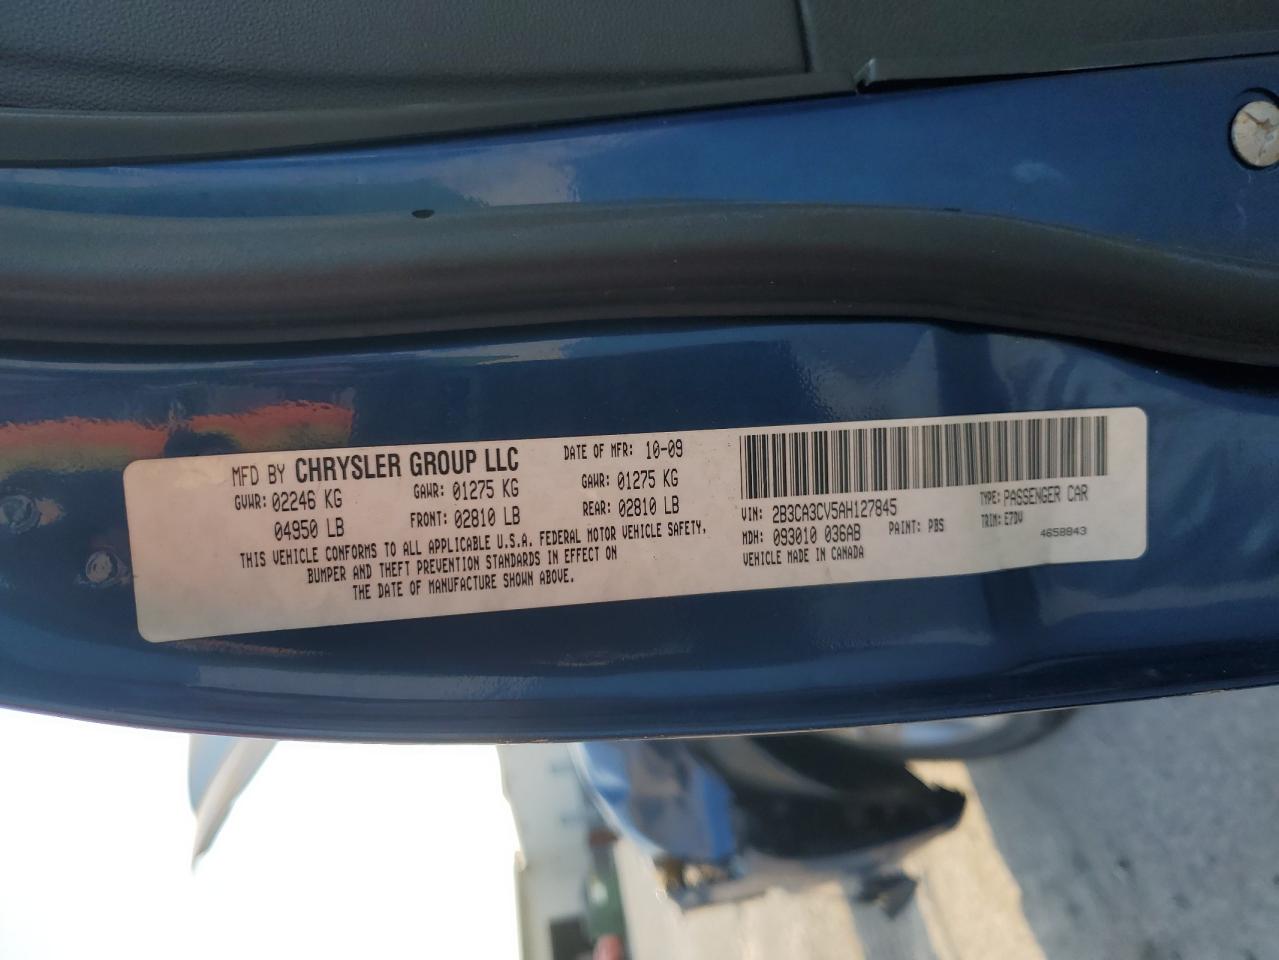 MFD BY CHRYSLER GROUP LLC DATE OF MFR: 10-09
GVWR: 02246 KG GAWR: 01275 KG GAWR: 01275 KG
04950 LB FRONT: 02810 LB REAR: 02810 LB
THIS VEHICLE CONFORMS TO ALL APPLICABLE U.S.A. FEDERAL MOTOR VEHICLE SAFETY,
BUMPER AND THEFT PREVENTION STANDARDS IN EFFECT ON
THE DATE OF MANUFACTURE SHOWN ABOVE.
VIN: 2B3CA3CV5AH127845 TYPE: PASSENGER CAR
MDH: 093010 036AB PAINT: PBS TRIM: E7DV
VEHICLE MADE IN CANADA 4658843